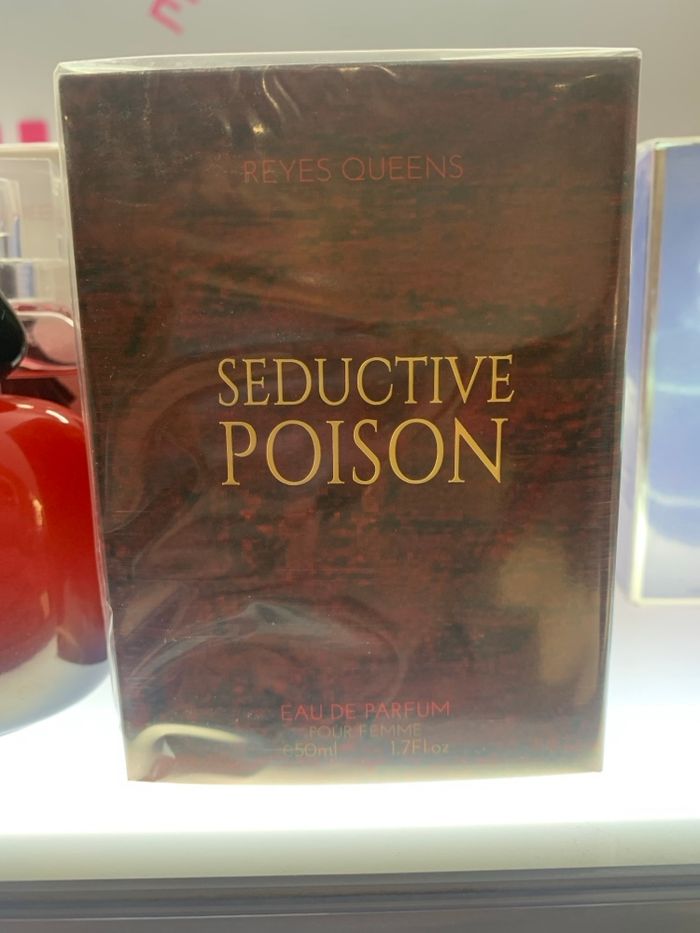 REYES QUEENS
SEDUCTIVE
POISON
EAU DE PARFUM
POUR FEMME
e50ml 1.7Fl.oz